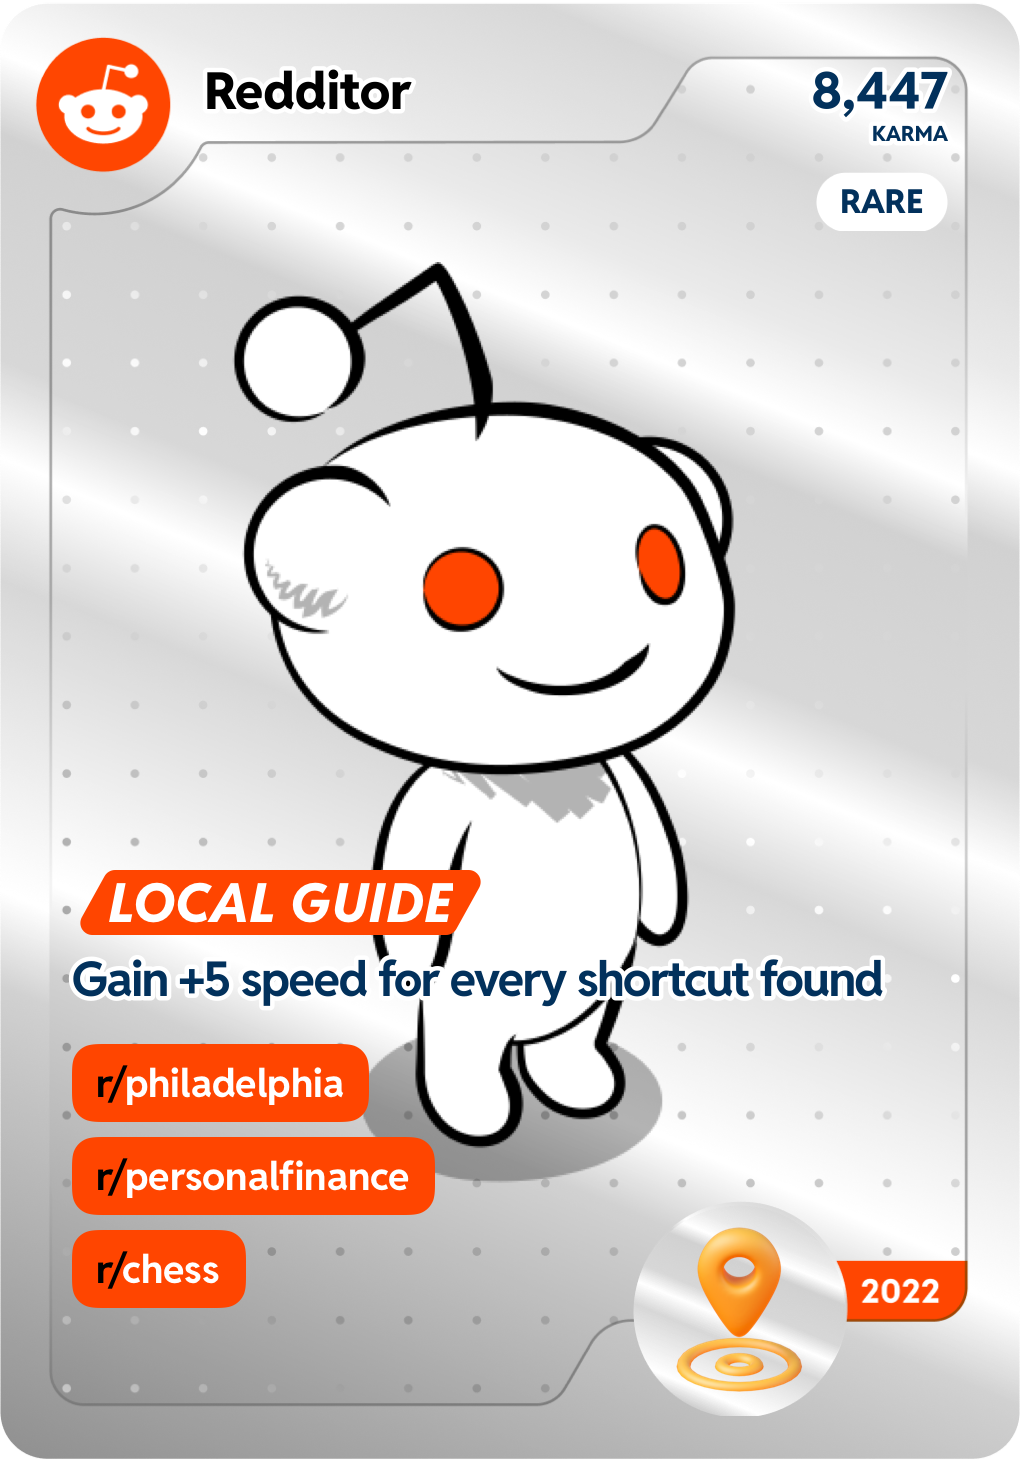 Redditor
8,447
KARMA
RARE
LOCAL GUIDE
Gain +5 speed for every shortcut found
r/philadelphia
r/personalfinance
r/chess
2022